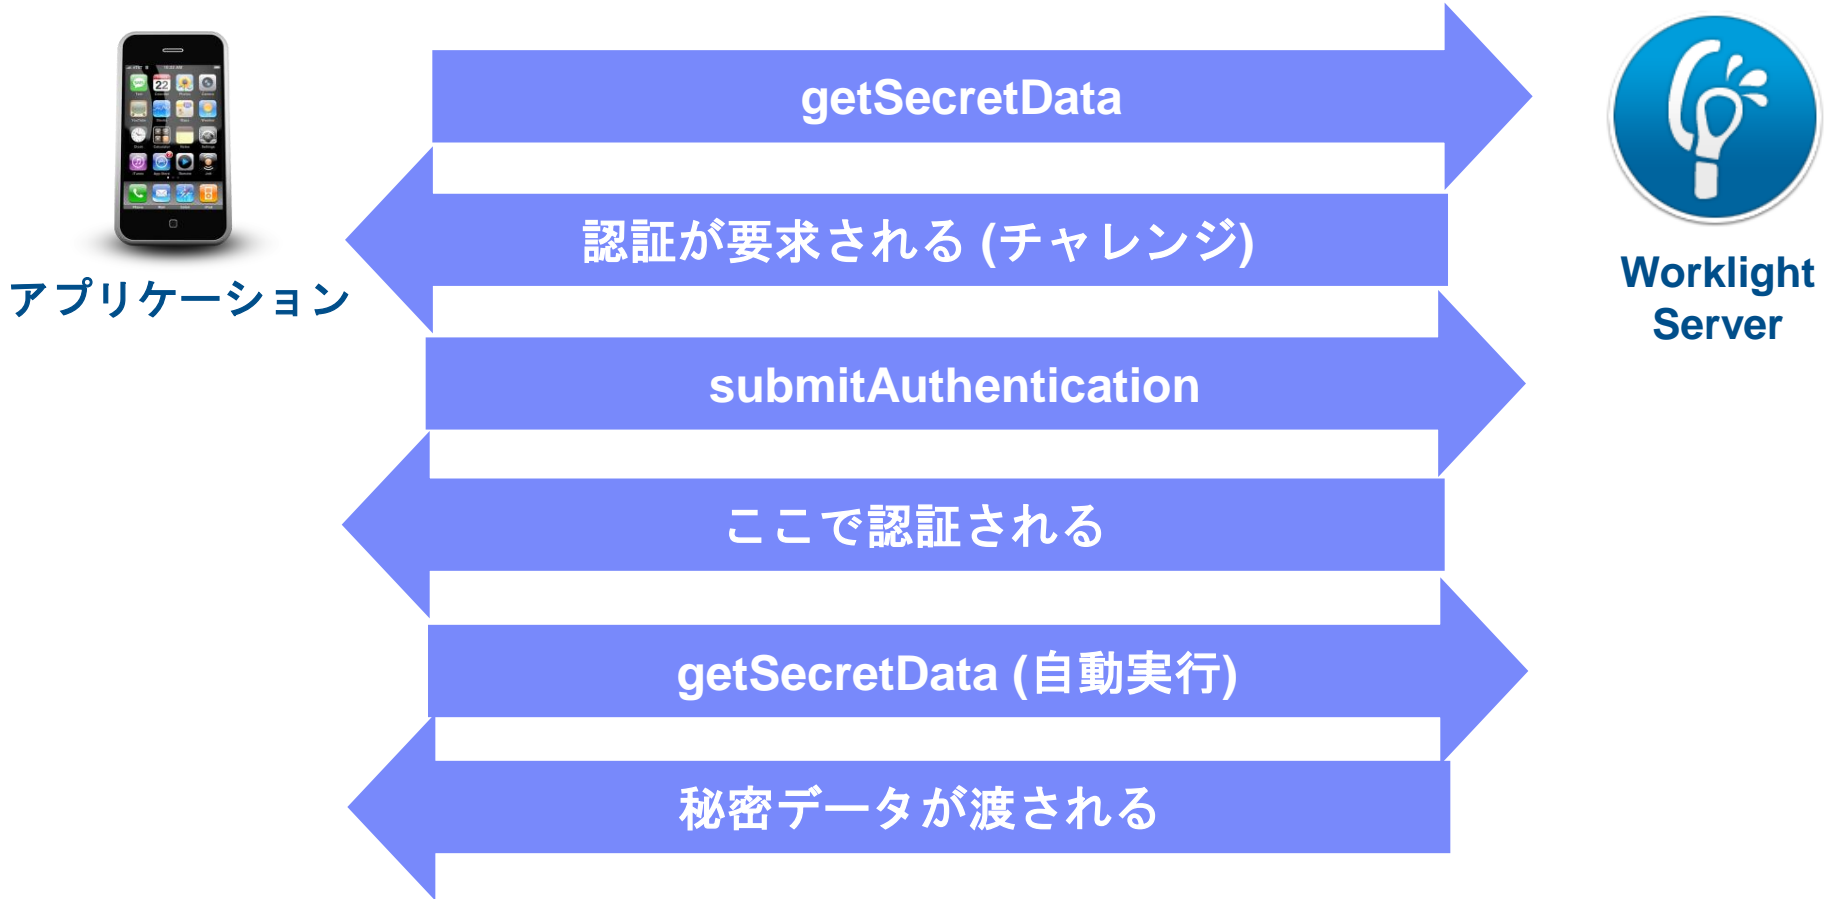 getSecretData
認証が要求される (チャレンジ)
アプリケーション
Worklight
Server
submitAuthentication
ここで認証される
getSecretData (自動実行)
秘密データが渡される